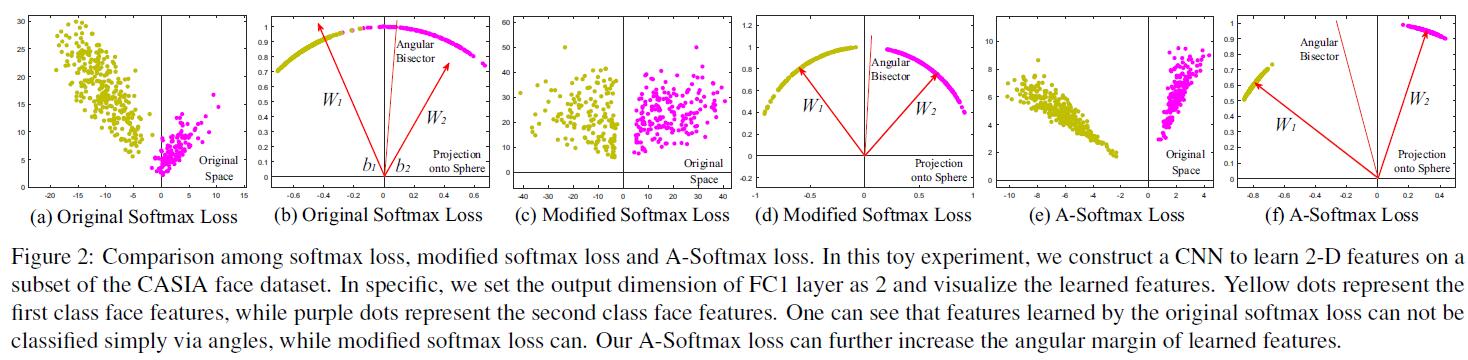 30
25
20
15
10
5
0
-20 -15 -10 -5 0 5 10 15
Original
Space
(a) Original Softmax Loss
1
0.9
0.8
0.7
0.6
0.5
0.4
0.3
0.2
0.1
0
-0.6 -0.4 -0.2 0 0.2 0.4 0.6
Angular
Bisector
W1
W2
b1 b2
Projection
onto Sphere
(b) Original Softmax Loss
60
50
40
30
20
10
0
-40 -30 -20 -10 0 10 20 30 40
Original
Space
(c) Modified Softmax Loss
1.2
1
0.8
0.6
0.4
0.2
0
-0.2
-1 -0.5 0 0.5 1
Angular
Bisector
W1
W2
Projection
onto Sphere
(d) Modified Softmax Loss
10
8
6
4
2
0
-10 -8 -6 -4 -2 0 2 4
Original
Space
(e) A-Softmax Loss
1
0.9
0.8
0.7
0.6
0.5
0.4
0.3
0.2
0.1
0
-0.8 -0.6 -0.4 -0.2 0 0.2 0.4
Angular
Bisector
W1
W2
Projection
onto Sphere
(f) A-Softmax Loss
Figure 2: Comparison among softmax loss, modified softmax loss and A-Softmax loss. In this toy experiment, we construct a CNN to learn 2-D features on a
subset of the CASIA face dataset. In specific, we set the output dimension of FC1 layer as 2 and visualize the learned features. Yellow dots represent the
first class face features, while purple dots represent the second class face features. One can see that features learned by the original softmax loss can not be
classified simply via angles, while modified softmax loss can. Our A-Softmax loss can further increase the angular margin of learned features.